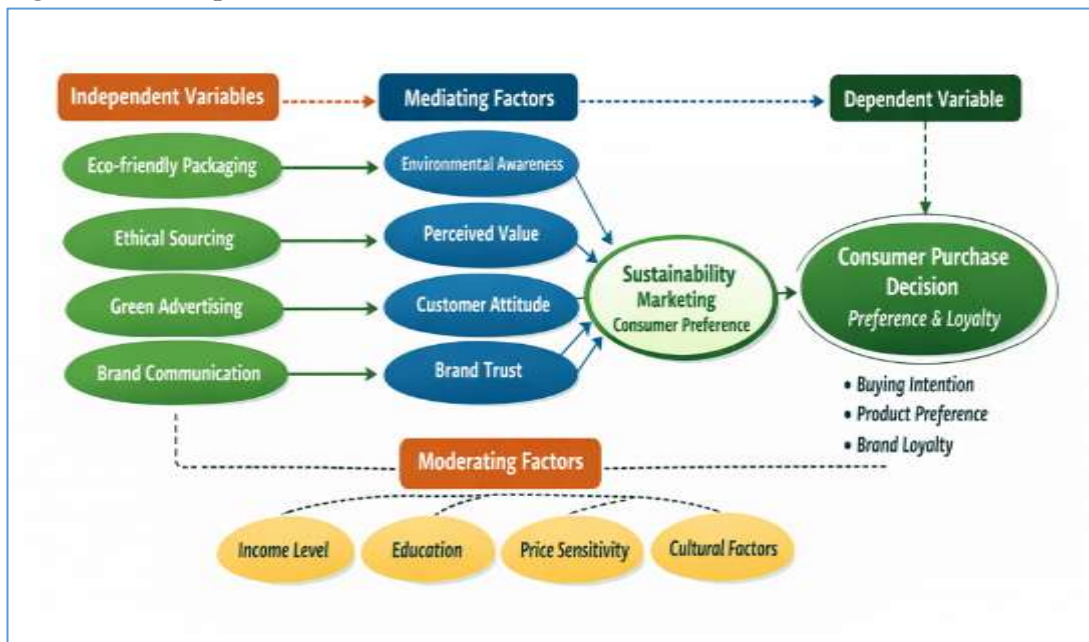 Independent Variables
Mediating Factors
Dependent Variable
Eco-friendly Packaging
Environmental Awareness
Ethical Sourcing
Perceived Value
Green Advertising
Customer Attitude
Brand Communication
Brand Trust
Sustainability
Marketing
Consumer Preference
Consumer Purchase
Decision
Preference & Loyalty
• Buying Intention
• Product Preference
• Brand Loyalty
Moderating Factors
Income Level
Education
Price Sensitivity
Cultural Factors